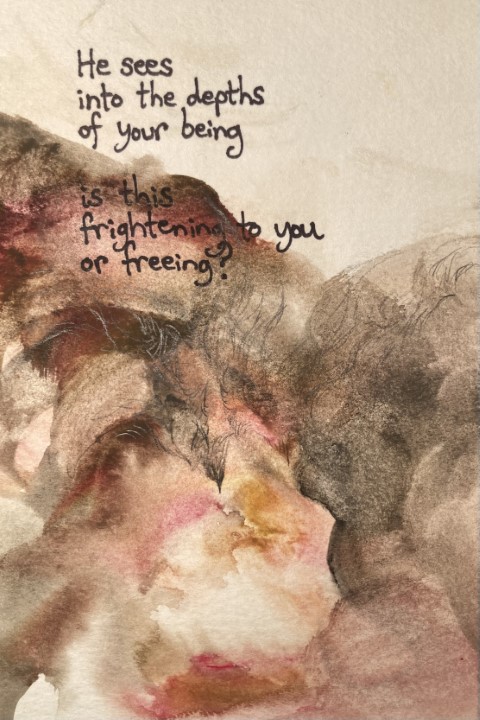 He sees
into the depths
of your being
is this
frightening to you
or freeing?